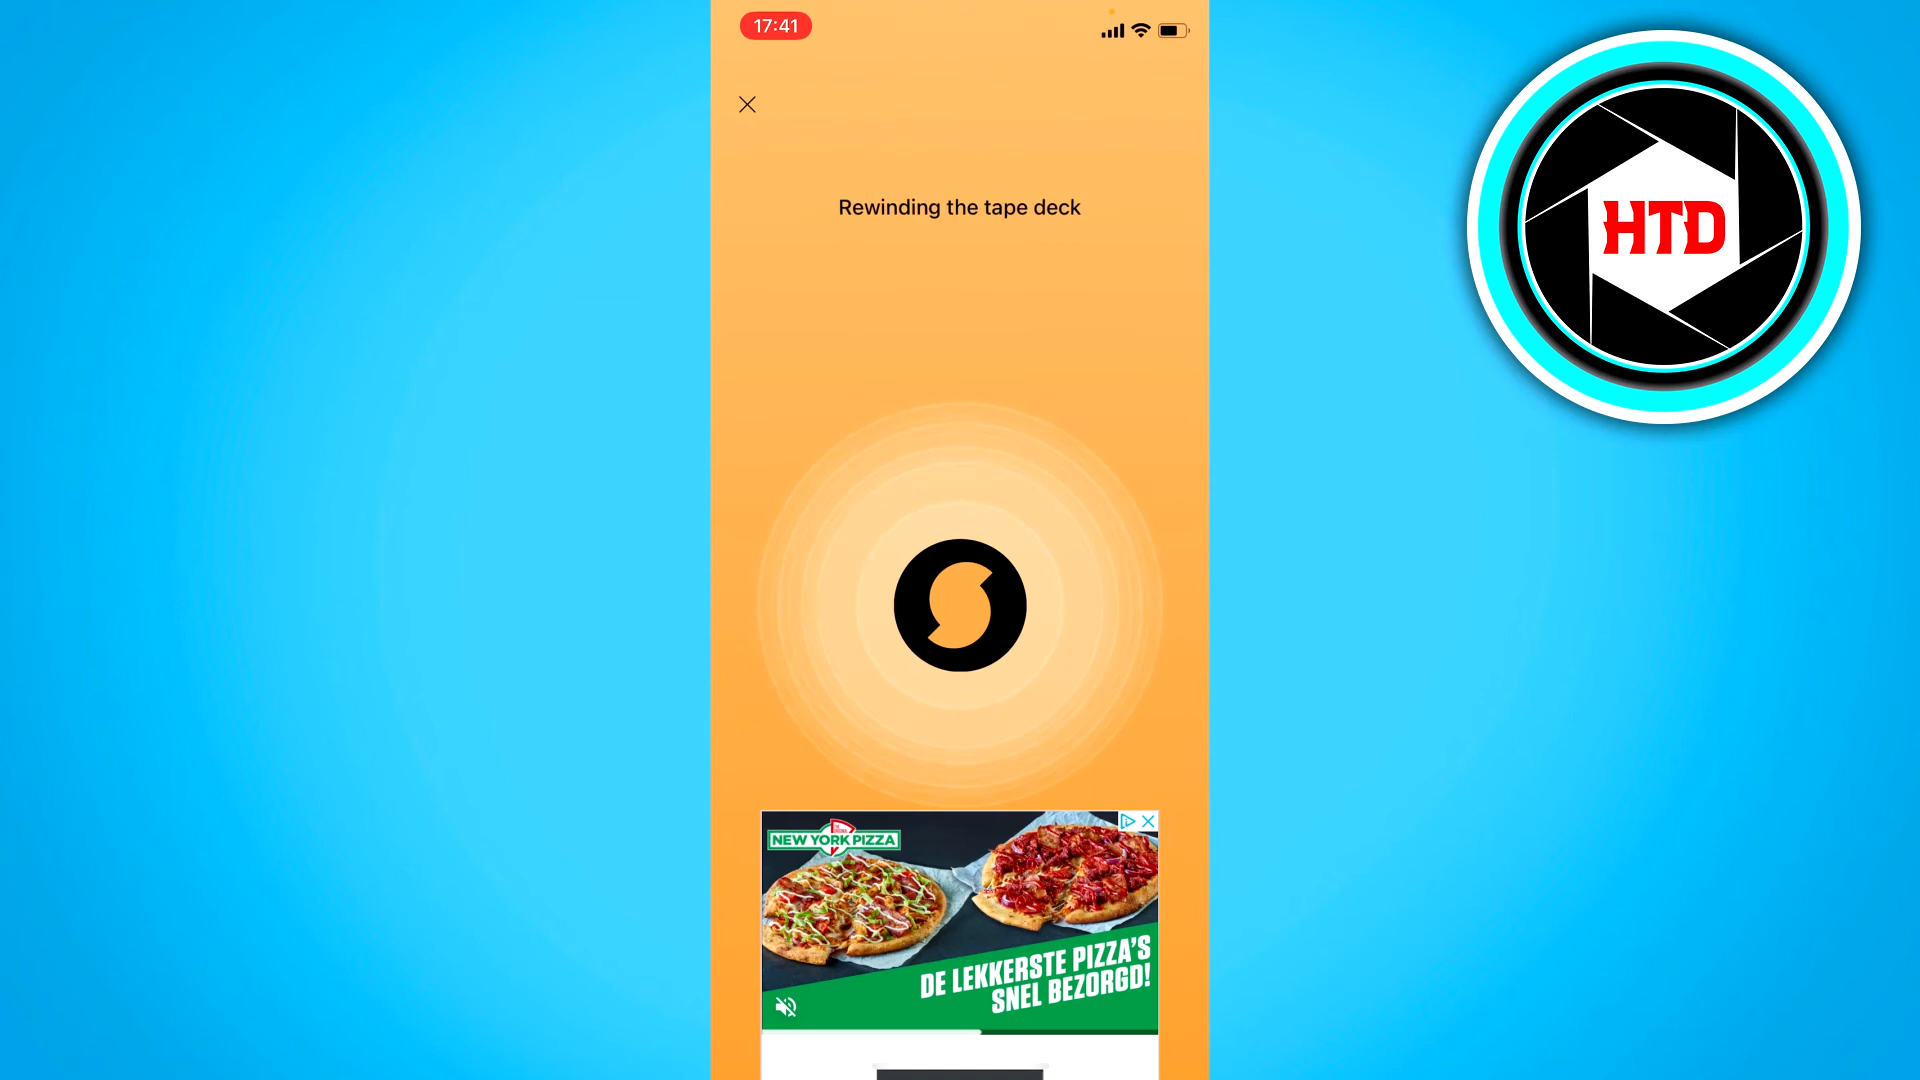 17:41
HTD
Rewinding the tape deck
NEW YORK PIZZA
DE LEKKERSTE PIZZA'S
SNEL BEZORGD!